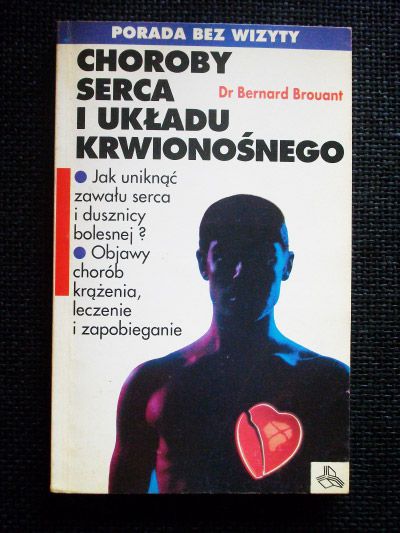 PORADA BEZ WIZYTY
CHOROBY
SERCA
Dr Bernard Brouant
I UKŁADU
KRWIONOŚNEGO
● Jak uniknąć
zawału serca
i dusznicy
bolesnej?
● Objawy
chorób
krążenia,
leczenie
i zapobieganie